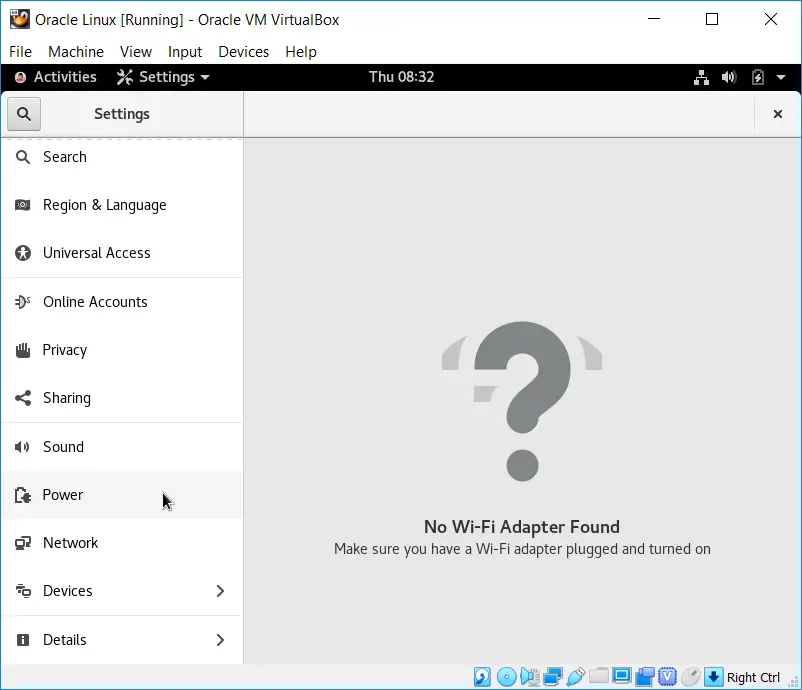 Oracle Linux [Running] - Oracle VM VirtualBox
File Machine View Input Devices Help
Activities Settings Thu 08:32
Settings
Search
Region & Language
Universal Access
Online Accounts
Privacy
Sharing
Sound
Power
Network
Devices
Details
No Wi-Fi Adapter Found
Make sure you have a Wi-Fi adapter plugged and turned on
Right Ctrl